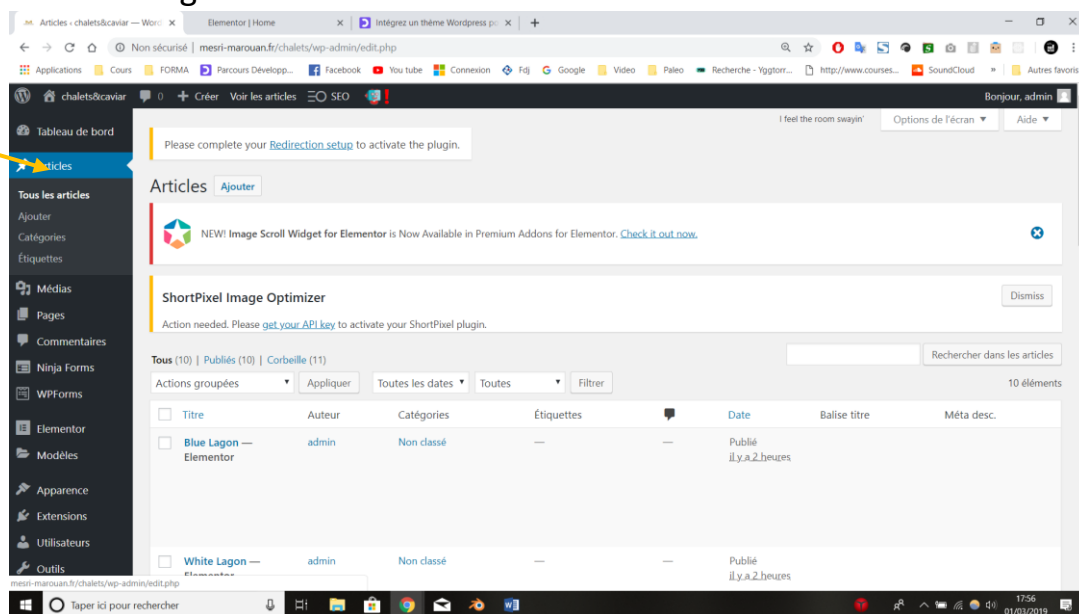 Articles ‹ chalets&caviar — Word
Elementor | Home
Intégrez un thème Wordpress po
Non sécurisé | mesri-marouan.fr/chalets/wp-admin/edit.php
Applications
Cours
FORMA
Parcours Développ...
Facebook
You tube
Connexion
Fdj
Google
Video
Paleo
Recherche - Yggtorr...
http://www.courses...
SoundCloud
»
Autres favoris
chalets&caviar
0
+ Créer
Voir les articles
SEO
Bonjour, admin
Tableau de bord
Articles
Tous les articles
Ajouter
Catégories
Étiquettes
Médias
Pages
Commentaires
Ninja Forms
WPForms
Elementor
Modèles
Apparence
Extensions
Utilisateurs
Outils
I feel the room swayin'
Options de l'écran ▼
Aide ▼
Please complete your Redirection setup to activate the plugin.
Articles
Ajouter
NEW! Image Scroll Widget for Elementor is Now Available in Premium Addons for Elementor. Check it out now.
ShortPixel Image Optimizer
Dismiss
Action needed. Please get your API key to activate your ShortPixel plugin.
Tous (10) | Publiés (10) | Corbeille (11)
Rechercher dans les articles
Actions groupées
Appliquer
Toutes les dates
Toutes
Filtrer
10 éléments
Titre
Auteur
Catégories
Étiquettes
Date
Balise titre
Méta desc.
Blue Lagon —
Elementor
admin
Non classé
—
—
Publié
il y a 2 heures
White Lagon —
Elementor
admin
Non classé
—
—
Publié
il y a 2 heures
mesri-marouan.fr/chalets/wp-admin/edit.php
Taper ici pour rechercher
17:56
01/03/2019